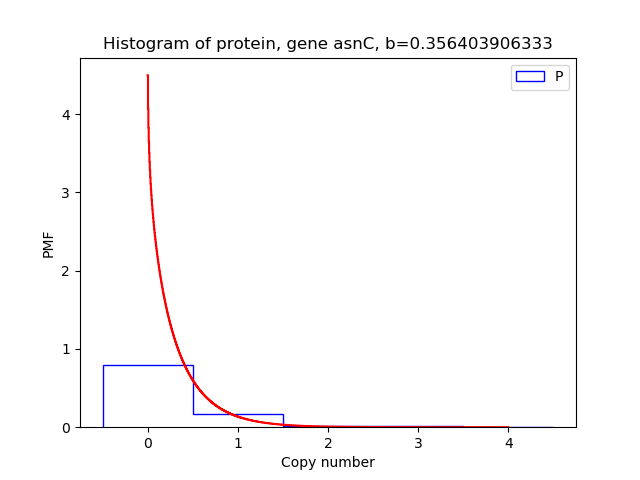 Histogram of protein, gene asnC, b=0.356403906333
P
PMF
4
3
2
1
0
0 1 2 3 4
Copy number